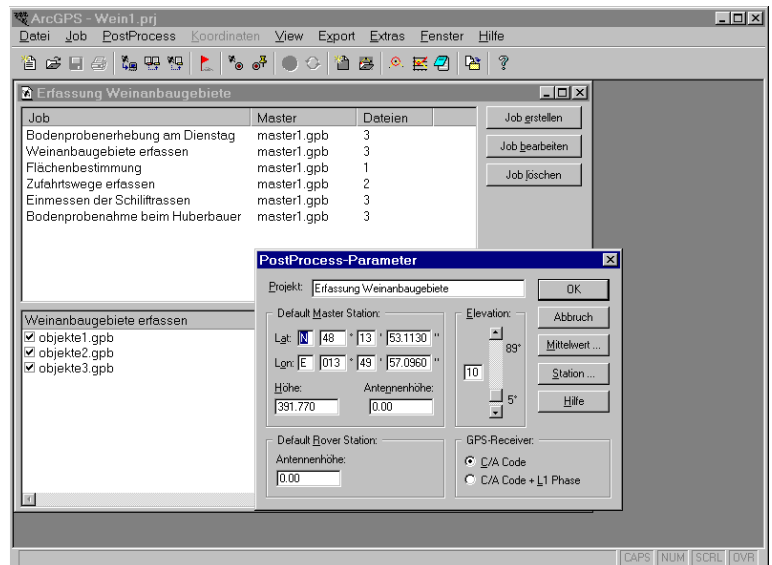 ArcGPS - Wein1.prj
Datei Job PostProcess Koordinaten View Export Extras Fenster Hilfe
Erfassung Weinanbaugebiete
Job Master Dateien
Bodenprobenerhebung am Dienstag master1.gpb 3
Weinanbaugebiete erfassen master1.gpb 3
Flächenbestimmung master1.gpb 1
Zufahrtswege erfassen master1.gpb 2
Einmessen der Schiliftrassen master1.gpb 3
Bodenprobenahme beim Huberbauer master1.gpb 3
Job erstellen
Job bearbeiten
Job löschen
Weinanbaugebiete erfassen
objekte1.gpb
objekte2.gpb
objekte3.gpb
PostProcess-Parameter
Projekt: Erfassung Weinanbaugebiete
Default Master Station:
Lat: N 48 ° 13 ' 53.1130 "
Lon: E 013 ° 49 ' 57.0960 "
Höhe: Antennenhöhe:
391.770 0.00
Elevation:
89°
10
5°
OK
Abbruch
Mittelwert ...
Station ...
Hilfe
Default Rover Station:
Antennenhöhe:
0.00
GPS-Receiver:
C/A Code
C/A Code + L1 Phase
CAPS NUM SCRL OVR